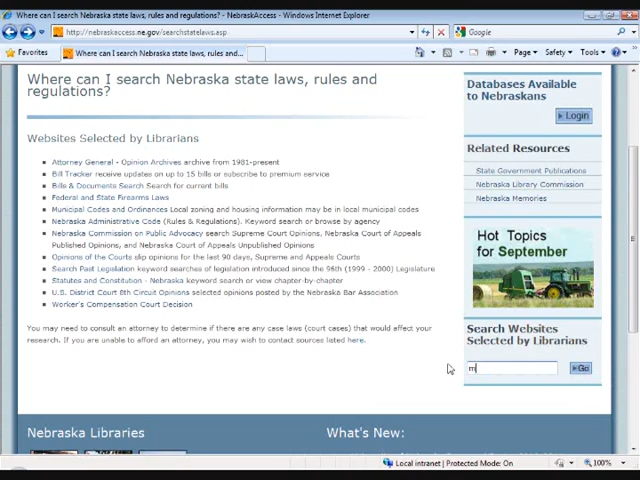 Where can I search Nebraska state laws, rules and regulations? - NebraskAccess - Windows Internet Explorer
http://nebraskaccess.ne.gov/searchstatelaws.asp
Google
Favorites
Where can I search Nebraska state laws, rules and...
Page
Safety
Tools
Where can I search Nebraska state laws, rules and
regulations?
Websites Selected by Librarians
Attorney General - Opinion Archives archive from 1981-present
Bill Tracker receive updates on up to 15 bills or subscribe to premium service
Bills & Documents Search Search for current bills
Federal and State Firearms Laws
Municipal Codes and Ordinances Local zoning and housing information may be in local municipal codes
Nebraska Administrative Code (Rules & Regulations). Keyword search or browse by agency
Nebraska Commission on Public Advocacy search Supreme Court Opinions, Nebraska Court of Appeals
Published Opinions, and Nebraska Court of Appeals Unpublished Opinions
Opinions of the Courts slip opinions for the last 90 days, Supreme and Appeals Courts
Search Past Legislation keyword searches of legislation introduced since the 96th (1999 - 2000) Legislature
Statutes and Constitution - Nebraska keyword search or view chapter-by-chapter
U.S. District Court 8th Circuit Opinions selected opinions posted by the Nebraska Bar Association
Worker's Compensation Court Decision
You may need to consult an attorney to determine if there are any case laws (court cases) that would affect your
research. If you are unable to afford an attorney, you may wish to contact sources listed here.
Databases Available
to Nebraskans
Login
Related Resources
State Government Publications
Nebraska Library Commission
Nebraska Memories
Hot Topics
for September
Search Websites
Selected by Librarians
m
Go
Nebraska Libraries
What's New:
Local intranet | Protected Mode: On
100%